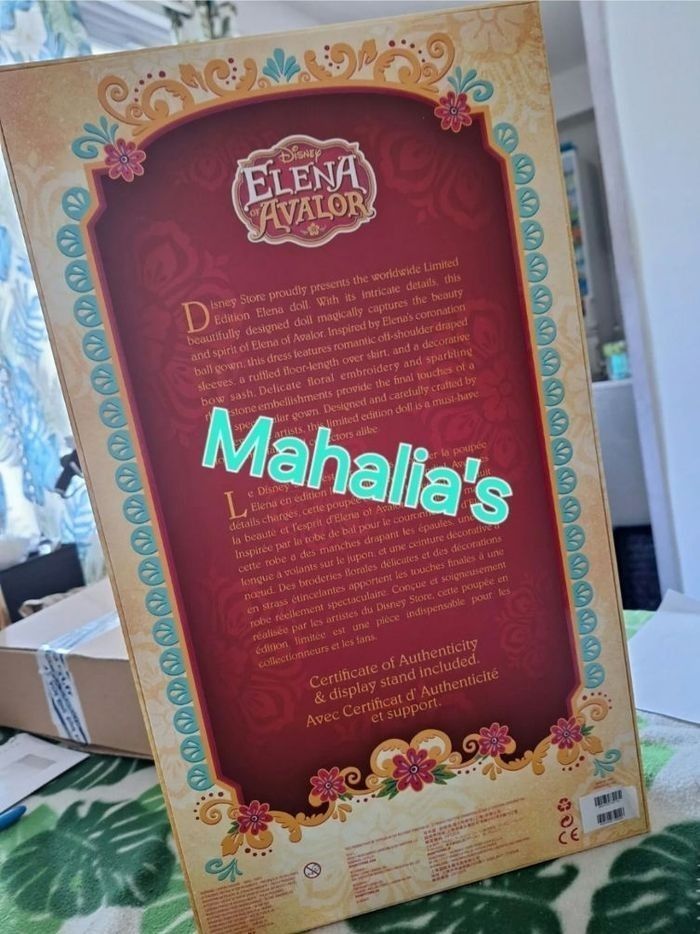 Disney
ELENA
OF
AVALOR
Disney Store proudly presents the worldwide Limited
Edition Elena doll. With its intricate details, this
beautifully designed doll magically captures the beauty
and spirit of Elena of Avalor. Inspired by Elena's coronation
ball gown, this dress features romantic off-shoulder draped
sleeves, a ruffled floor-length over skirt, and a decorative
bow sash. Delicate floral embroidery and sparkling
stone embellishments provide the final touches of a
gown. Designed and carefully crafted by
artists, this limited edition doll is a must-have
alike.
Mahalia's
Le Disney la poupée
Elena en édition
détails chargés, cette poupée
la beauté et l'esprit d'Elena of
Inspirée par la robe de bal pour le
cette robe a des manches drapant les épaules, une
longue à volants sur le jupon, et une ceinture décorative à
nœud. Des broderies florales délicates et des décorations
en strass étincelantes apportent les touches finales à une
robe réellement spectaculaire. Conçue et soigneusement
réalisée par les artistes du Disney Store, cette poupée en
édition limitée est une pièce indispensable pour les
collectionneurs et les fans.
Certificate of Authenticity
& display stand included.
Avec Certificat d' Authenticité
et support.
CE